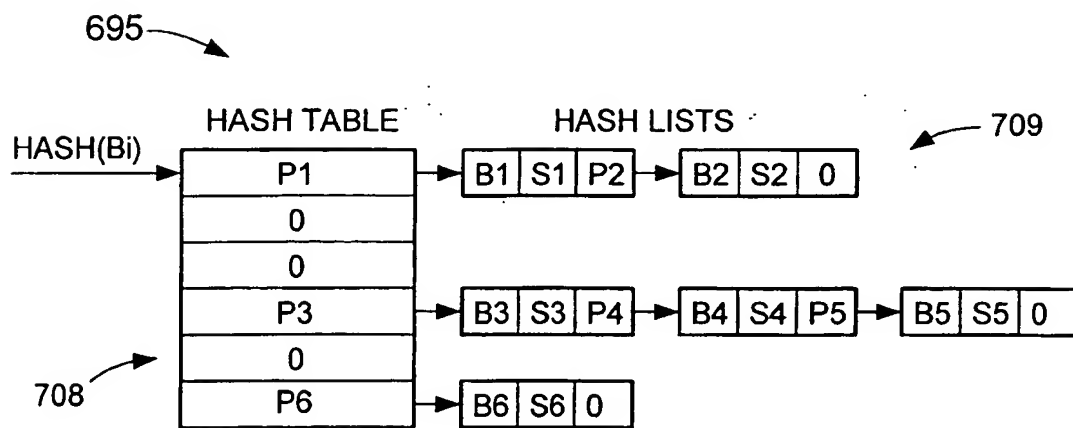 695
HASH TABLE HASH LISTS
709
HASH(Bi)
P1 B1 S1 P2 B2 S2 0
0
0
P3 B3 S3 P4 B4 S4 P5 B5 S5 0
0
708
P6 B6 S6 0